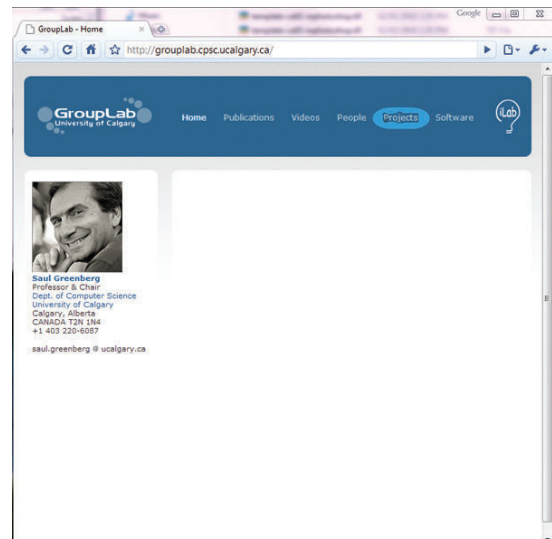 Google
GroupLab - Home
http://grouplab.cpsc.ucalgary.ca/
GroupLab
University of Calgary
Home Publications Videos People Projects Software
iLab
Saul Greenberg
Professor & Chair
Dept. of Computer Science
University of Calgary
Calgary, Alberta
CANADA T2N 1N4
+1 403 220-6087
saul.greenberg @ ucalgary.ca